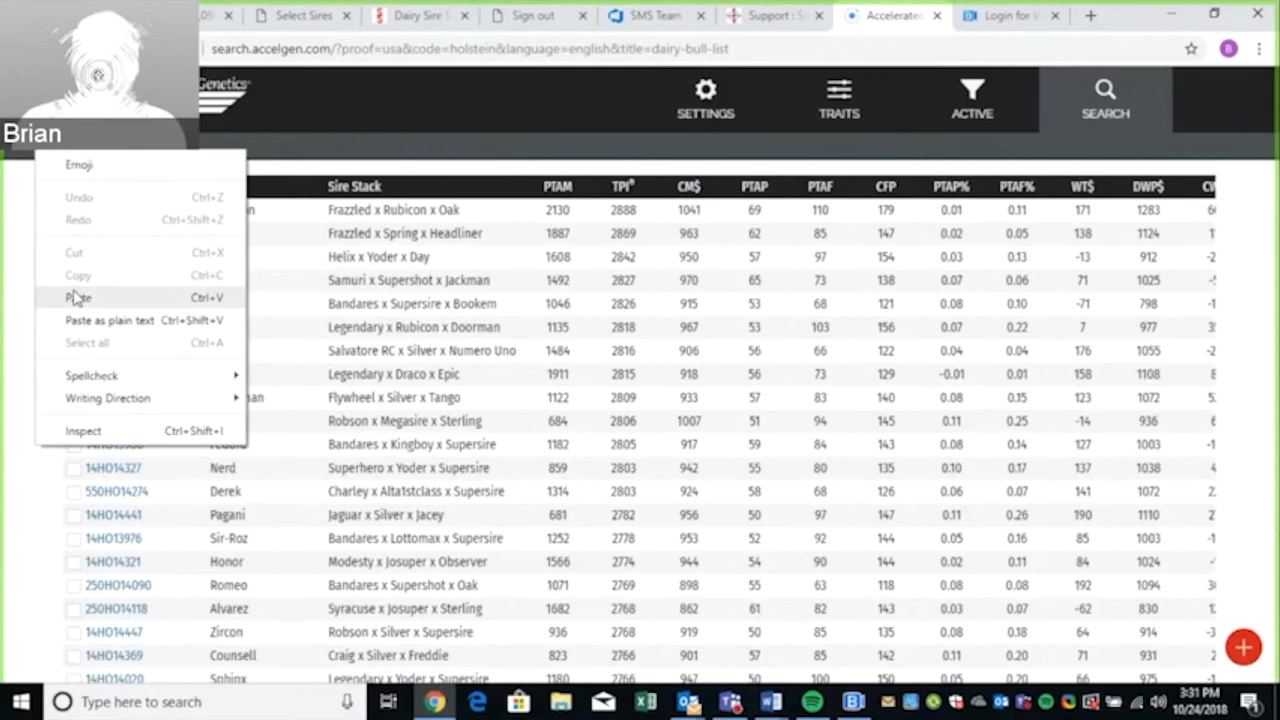 Select Sires
Dairy Sire S
Sign out
SMS Team
Support : S
Accelerated
Login for V
search.accelgen.com/?proof=usa&code=holstein&language=english&title=dairy-bull-list
B
Genetics
SETTINGS
TRAITS
ACTIVE
SEARCH
Brian
Emoji
Undo Ctrl+Z
Redo Ctrl+Shift+Z
Cut Ctrl+X
Copy Ctrl+C
Paste Ctrl+V
Paste as plain text Ctrl+Shift+V
Select all Ctrl+A
Spellcheck
Writing Direction
Inspect Ctrl+Shift+I
Sire Stack PTAM TPI® CM$ PTAP PTAF CFP PTAP% PTAF% WT$ DWP$
Frazzled x Rubicon x Oak 2130 2888 1041 69 110 179 0.01 0.11 171 1283
Frazzled x Spring x Headliner 1887 2869 963 62 85 147 0.02 0.05 138 1124
Helix x Yoder x Day 1608 2842 950 57 97 154 0.03 0.13 -13 912
Samuri x Supershot x Jackman 1492 2827 970 65 73 138 0.07 0.06 71 1025
Bandares x Supersire x Bookem 1046 2826 915 53 68 121 0.08 0.10 -71 798
Legendary x Rubicon x Doorman 1135 2818 967 53 103 156 0.07 0.22 7 977
Salvatore RC x Silver x Numero Uno 1484 2816 906 56 66 122 0.04 0.04 176 1055
Legendary x Draco x Epic 1911 2815 918 56 73 129 -0.01 0.01 158 1108
Flywheel x Silver x Tango 1122 2809 933 57 83 140 0.08 0.15 123 1072
Robson x Megasire x Sterling 684 2806 1007 51 94 145 0.11 0.25 -14 936
Bandares x Kingboy x Supersire 1182 2805 917 59 84 143 0.08 0.14 127 1003
14HO14327 Nerd Superhero x Yoder x Supersire 859 2803 942 55 80 135 0.10 0.17 137 1038
550HO14274 Derek Charley x Alta1stclass x Supersire 1314 2803 924 58 68 126 0.06 0.07 141 1072
14HO14441 Pagani Jaguar x Silver x Jacey 681 2782 956 50 97 147 0.11 0.26 190 1110
14HO13976 Sir-Roz Bandares x Lottomax x Supersire 1252 2778 953 52 92 144 0.05 0.16 85 1003
14HO14321 Honor Modesty x Josuper x Observer 1566 2774 944 54 90 144 0.02 0.11 84 1024
250HO14090 Romeo Bandares x Supershot x Oak 1071 2769 898 55 63 118 0.08 0.08 192 1094
250HO14118 Alvarez Syracuse x Josuper x Sterling 1682 2768 862 61 82 143 0.03 0.07 -62 830
14HO14447 Zircon Robson x Silver x Supersire 936 2768 919 50 85 135 0.08 0.18 64 914
14HO14369 Counsell Craig x Silver x Freddie 823 2766 901 57 85 142 0.11 0.20 71 931
14HO14020 Sphinx Legendary x Yoder x Supersire 1180 2766 947 50 100 150 0.05 0.20 66 975
Type here to search
3:31 PM
10/24/2018